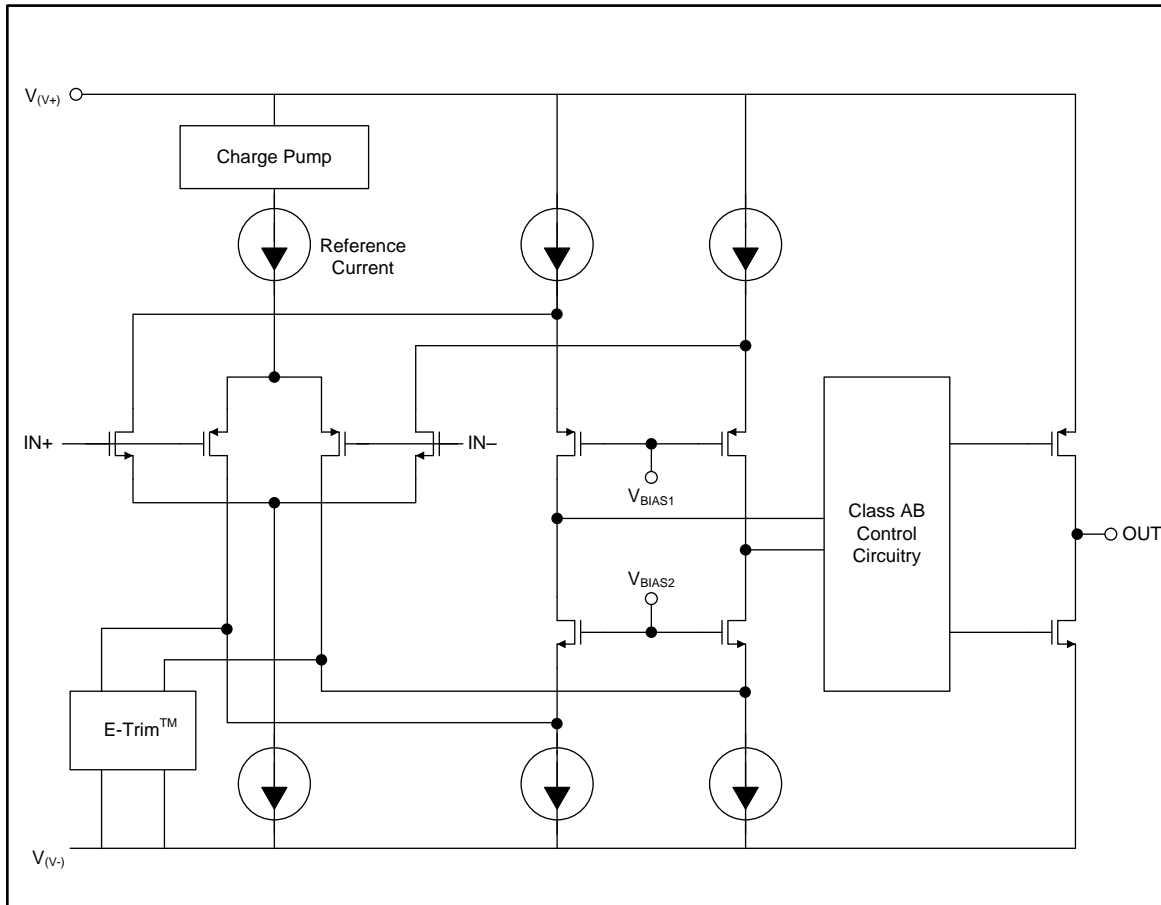 V(V+)
Charge Pump
Reference
Current
IN+
IN–
VBIAS1
Class AB
Control
Circuitry
OUT
VBIAS2
E-Trim™
V(V-)